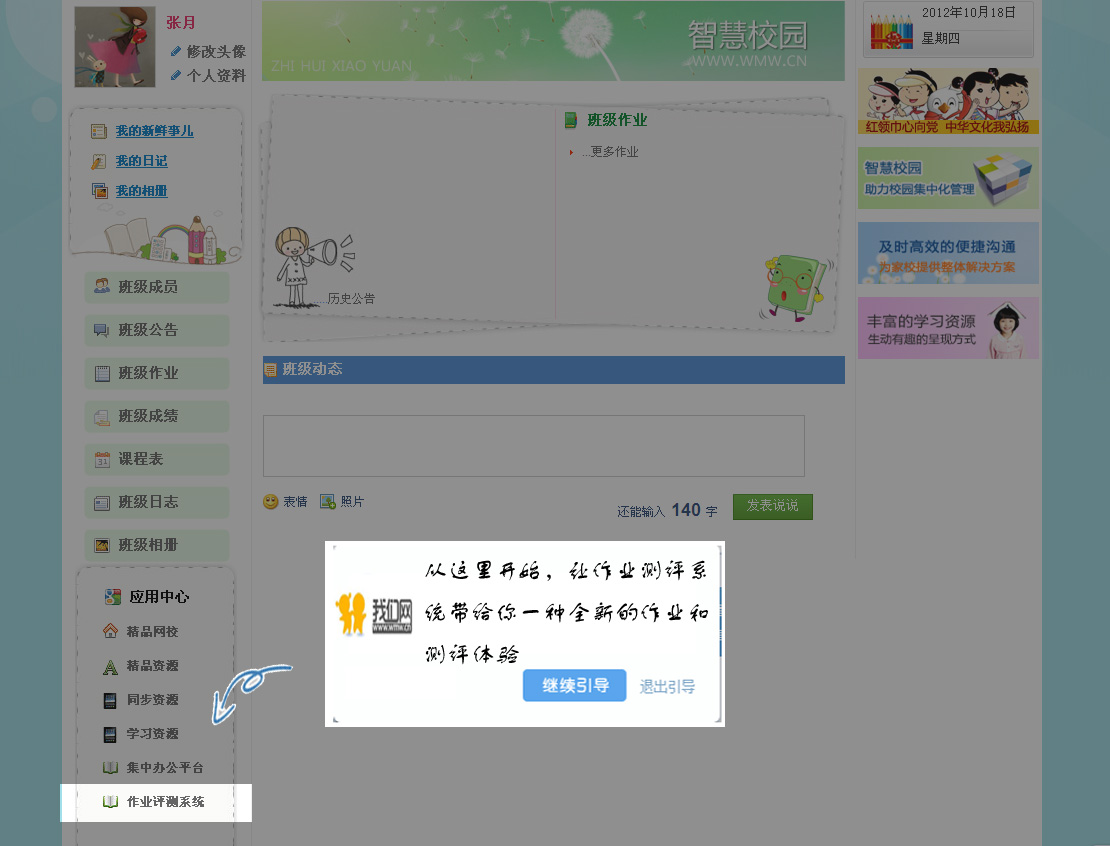 张月
修改头像
个人资料
我的新鲜事儿
我的日记
我的相册
班级成员
班级公告
班级作业
班级成绩
课程表
班级日志
班级相册
应用中心
精品网校
精品资源
同步资源
学习资源
集中办公平台
作业评测系统
智慧校园
ZHI HUI XIAO YUAN
WWW.WMW.CN
班级作业
...更多作业
......历史公告
班级动态
表情 照片
还能输入 140 字
发表说说
从这里开始，让作业测评系
统带给你一种全新的作业和
测评体验
我们网
www.wmw.cn
继续引导 退出引导
2012年10月18日
星期四
红领巾心向党 中华文化我弘扬
智慧校园
助力校园集中化管理
及时高效的便捷沟通
为家校提供整体解决方案
丰富的学习资源
生动有趣的呈现方式